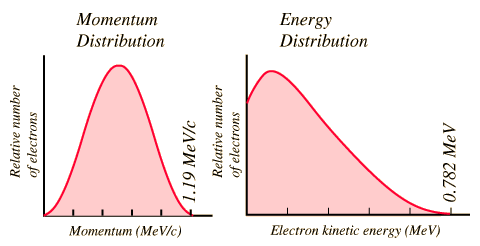 Momentum
Distribution
Relative number
of electrons
1.19 MeV/c
Momentum (MeV/c)
Energy
Distribution
Relative number
of electrons
0.782 MeV
Electron kinetic energy (MeV)